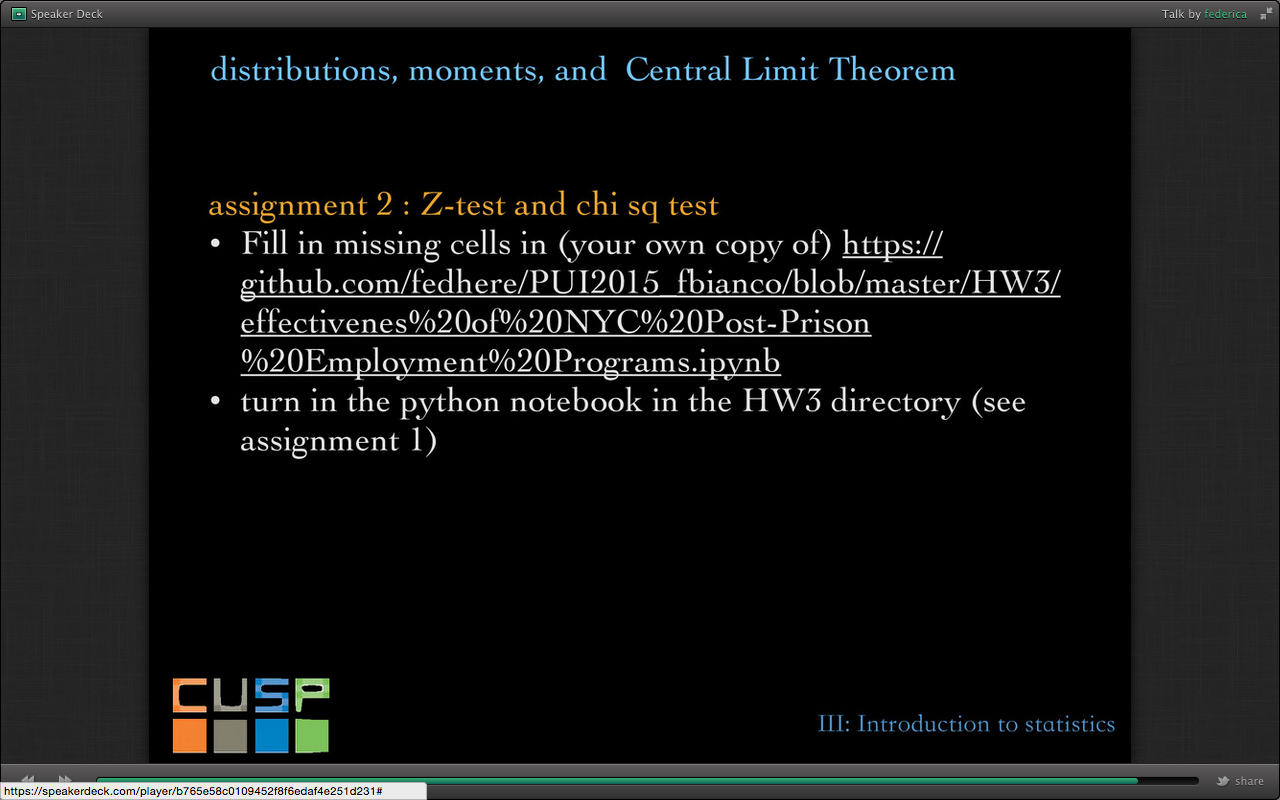 Speaker Deck
Talk by federica
distributions, moments, and Central Limit Theorem
assignment 2 : Z-test and chi sq test
• Fill in missing cells in (your own copy of) https://
github.com/fedhere/PUI2015_fbianco/blob/master/HW3/
effectivenes%20of%20NYC%20Post-Prison
%20Employment%20Programs.ipynb
• turn in the python notebook in the HW3 directory (see
assignment 1)
CUSP
III: Introduction to statistics
share
https://speakerdeck.com/player/b765e58c0109452f8f6edaf4e251d231#